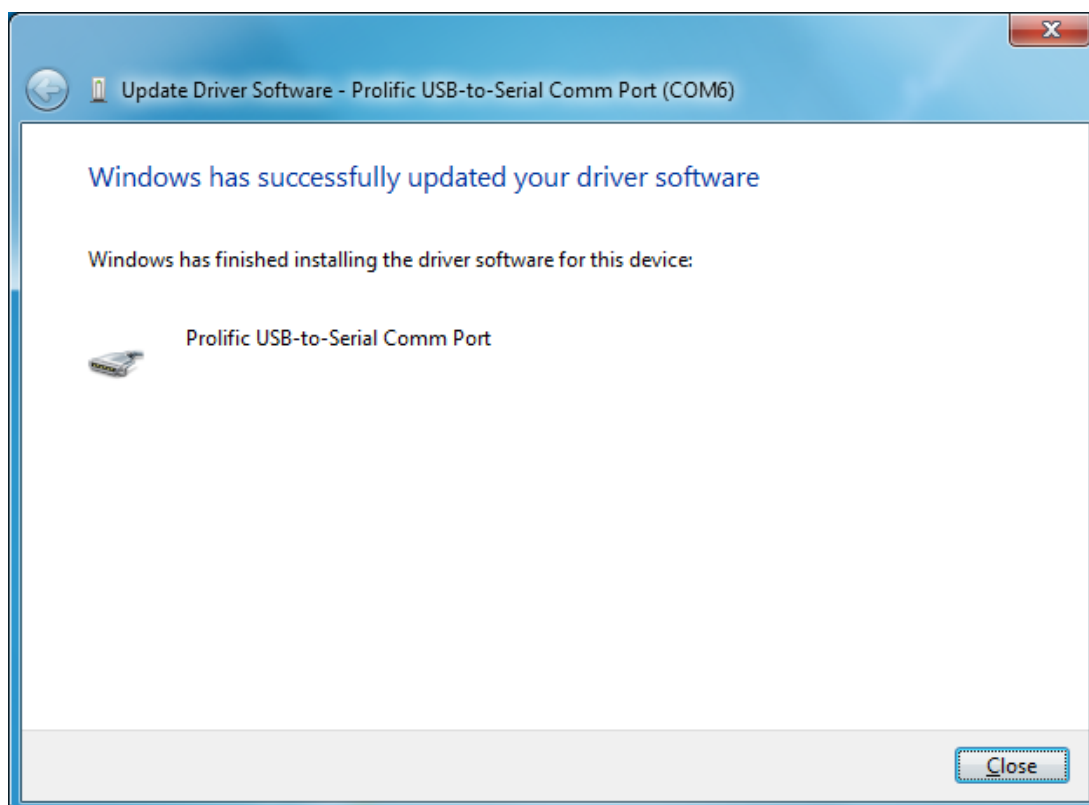 Update Driver Software - Prolific USB-to-Serial Comm Port (COM6)
Windows has successfully updated your driver software
Windows has finished installing the driver software for this device:
Prolific USB-to-Serial Comm Port
Close